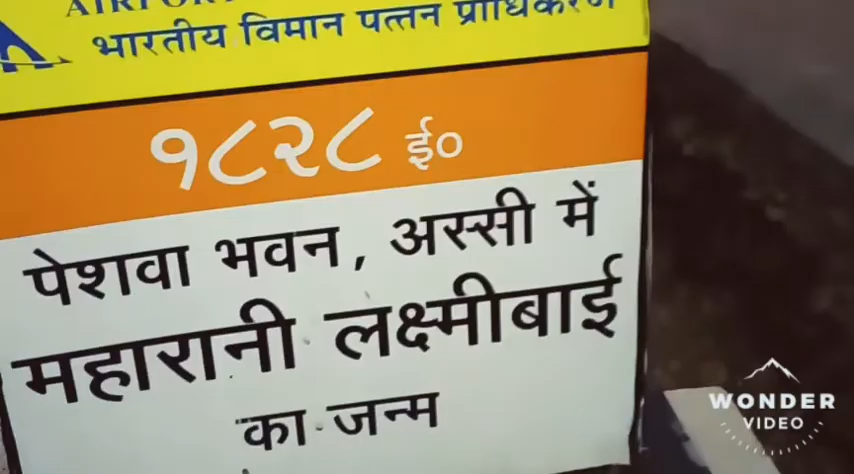 भारतीय विमान पत्तन प्राधिकरण
१८२८ ई०
पेशवा भवन, अस्सी में
महारानी लक्ष्मीबाई
का जन्म
WONDER
VIDEO